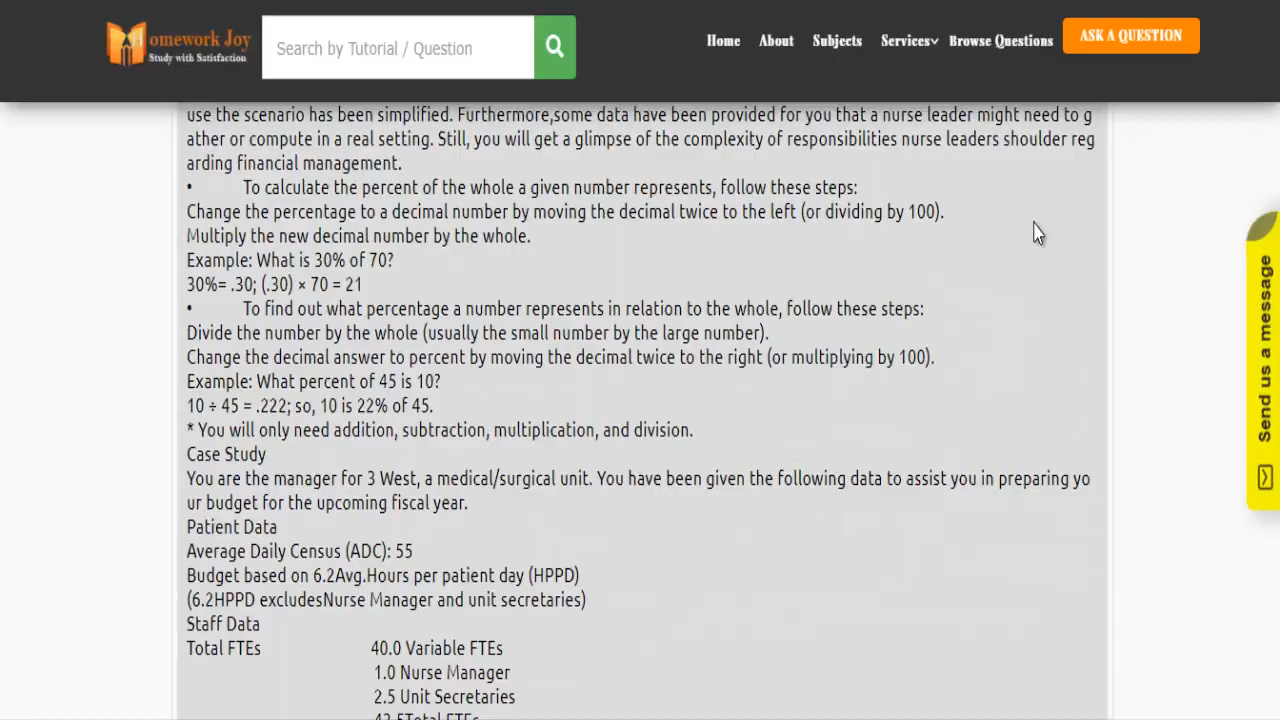 Homework Joy
Study with Satisfaction
Search by Tutorial / Question
Home About Subjects Services Browse Questions
ASK A QUESTION
use the scenario has been simplified. Furthermore,some data have been provided for you that a nurse leader might need to g
ather or compute in a real setting. Still, you will get a glimpse of the complexity of responsibilities nurse leaders shoulder reg
arding financial management.
• To calculate the percent of the whole a given number represents, follow these steps:
Change the percentage to a decimal number by moving the decimal twice to the left (or dividing by 100).
Multiply the new decimal number by the whole.
Example: What is 30% of 70?
30%= .30; (.30) × 70 = 21
• To find out what percentage a number represents in relation to the whole, follow these steps:
Divide the number by the whole (usually the small number by the large number).
Change the decimal answer to percent by moving the decimal twice to the right (or multiplying by 100).
Example: What percent of 45 is 10?
10 ÷ 45 = .222; so, 10 is 22% of 45.
* You will only need addition, subtraction, multiplication, and division.
Case Study
You are the manager for 3 West, a medical/surgical unit. You have been given the following data to assist you in preparing yo
ur budget for the upcoming fiscal year.
Patient Data
Average Daily Census (ADC): 55
Budget based on 6.2Avg.Hours per patient day (HPPD)
(6.2HPPD excludesNurse Manager and unit secretaries)
Staff Data
Total FTEs 40.0 Variable FTEs
1.0 Nurse Manager
2.5 Unit Secretaries
43.5Total FTEs
Send us a message